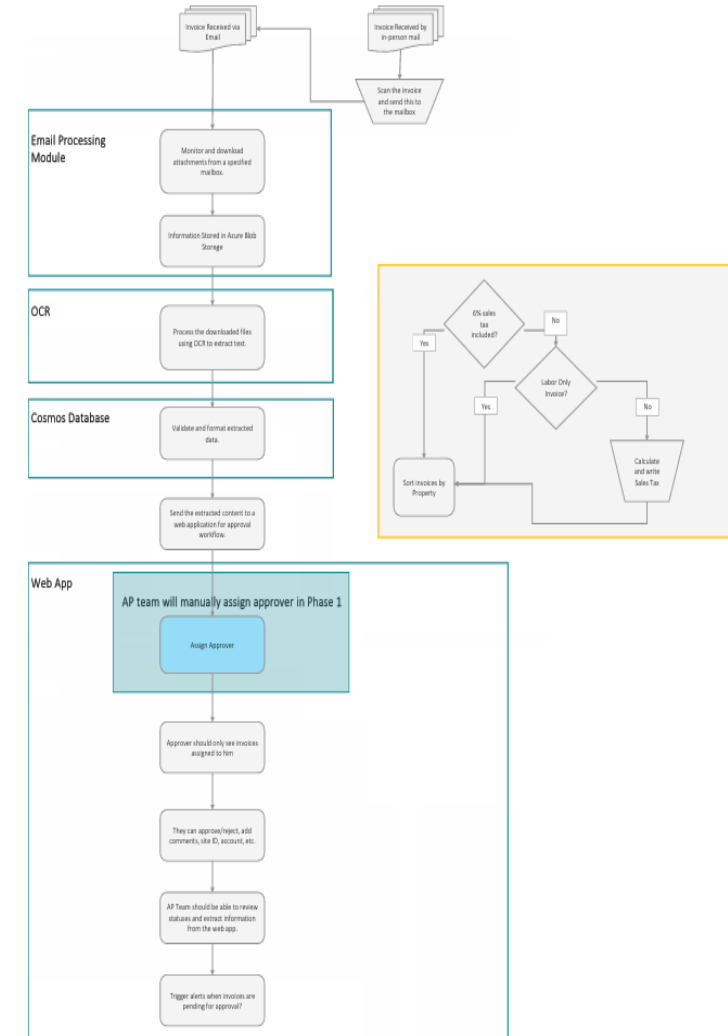 Invoice Received via
Email
Invoice Received by
in-person mail
Scan the invoice
and send this to
the mailbox
Email Processing
Module
Monitor and download
attachments from a specified
mailbox.
Information Stored in Azure Blob
Storage
OCR
Process the downloaded files
using OCR to extract text.
Cosmos Database
Validate and format extracted
data.
Send the extracted content to a
web application for approval
workflow.
6% sales
tax
included?
No
Yes
Labor Only
Invoice?
Yes
No
Sort invoices by
Property
Calculate
and write
Sales Tax
Web App
AP team will manually assign approver in Phase 1
Assign Approver
Approver should only see invoices
assigned to him
They can approve/reject, add
comments, site ID, account, etc.
AP Team should be able to review
statuses and extract information
from the web app.
Trigger alerts when invoices are
pending for approval?